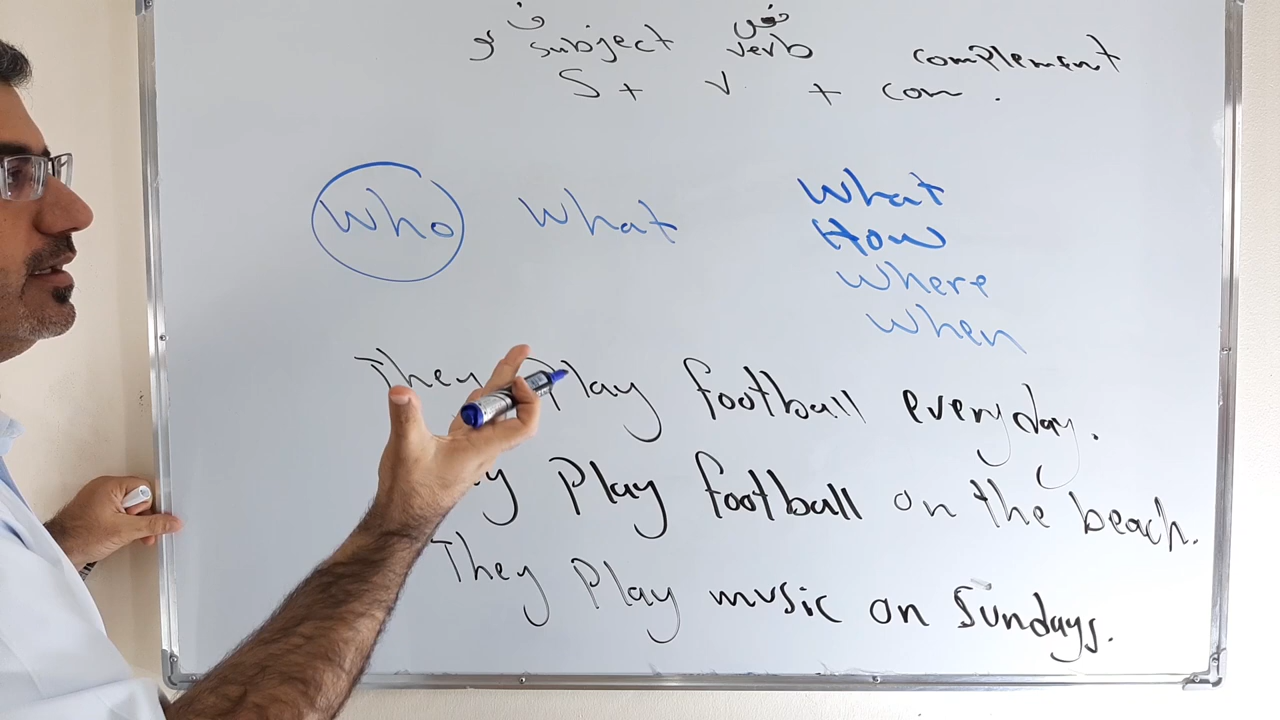 subject verb complement
S + V + com.
Who What What
How
Where
When
They Play football everyday.
Play football on the beach.
They Play music on Sundays.